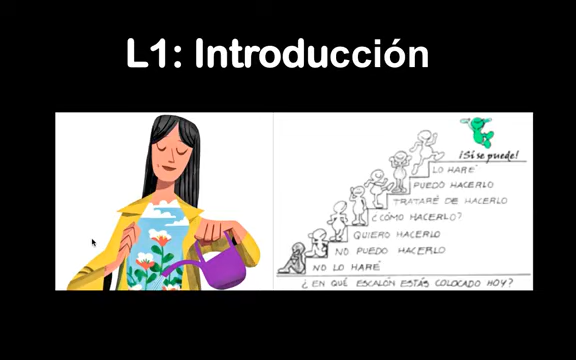 L1: Introducción
¡Sí se puede!
LO HARÉ
PUEDO HACERLO
TRATARÉ DE HACERLO
¿CÓMO HACERLO?
QUIERO HACERLO
NO PUEDO HACERLO
NO LO HARÉ
¿EN QUÉ ESCALÓN ESTÁS COLOCADO HOY?